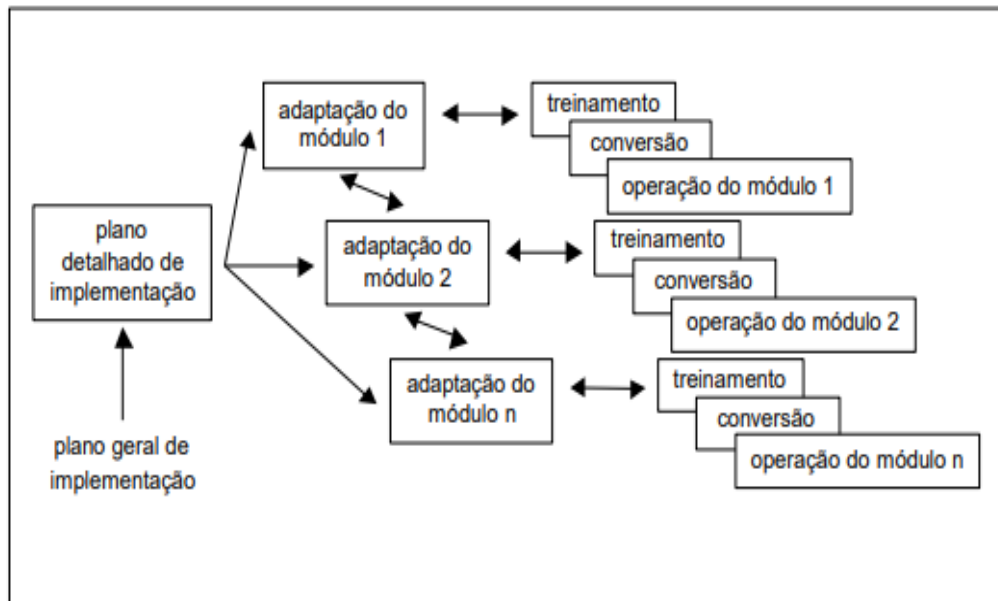 adaptação do
módulo 1
treinamento
conversão
operação do módulo 1
plano
detalhado de
implementação
adaptação do
módulo 2
treinamento
conversão
operação do módulo 2
adaptação do
módulo n
treinamento
conversão
operação do módulo n
plano geral de
implementação